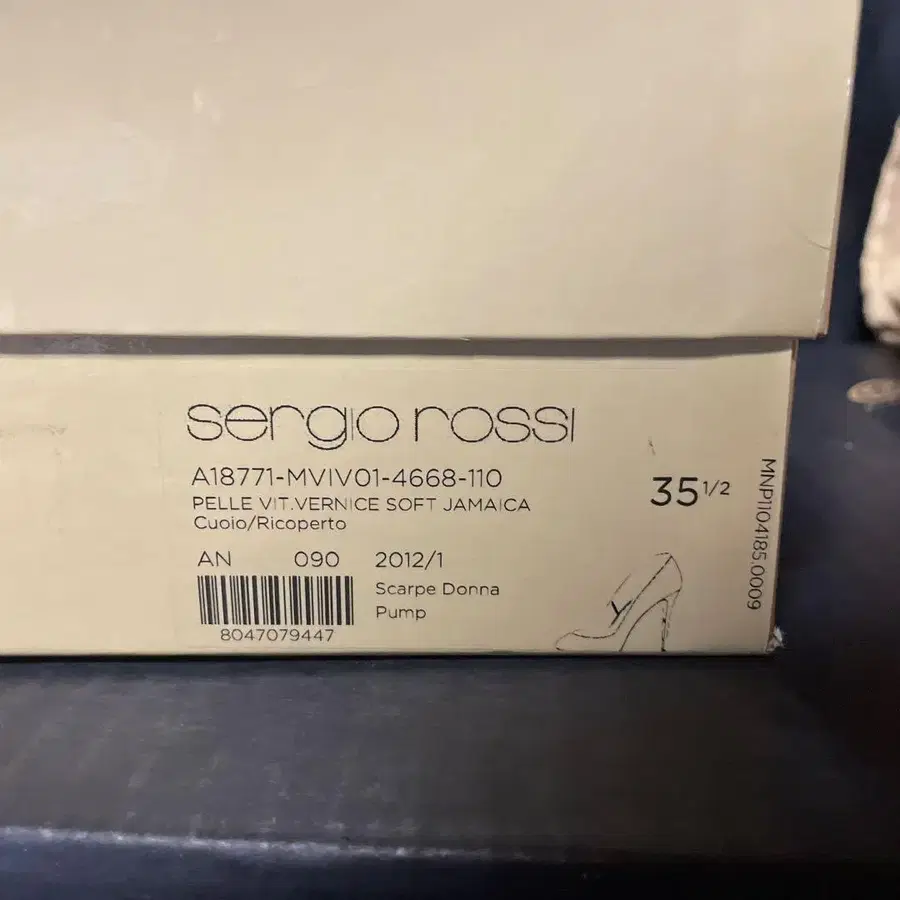 sergio rossi
A18771-MVIV01-4668-110
PELLE VIT.VERNICE SOFT JAMAICA
Cuoio/Ricoperto
35 1/2
AN 090 2012/1
Scarpe Donna
Pump
8047079447
MNP1104185.0009